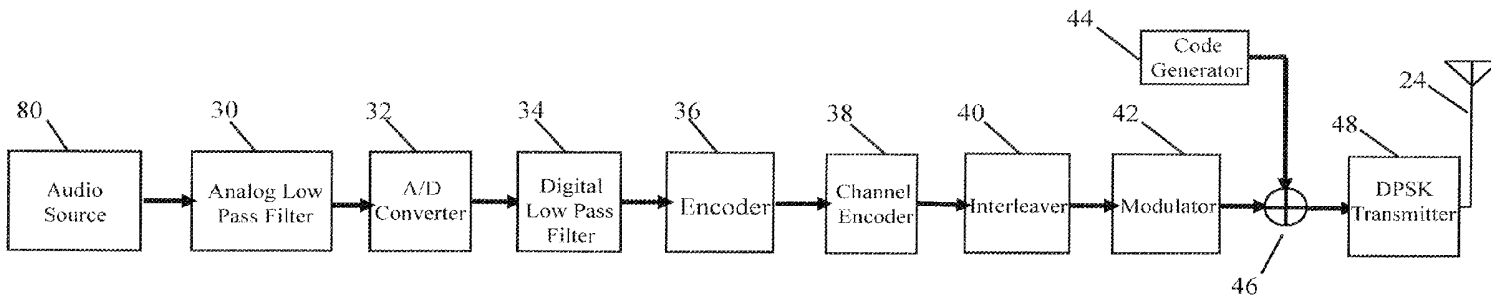 44
Code
Generator
24
80
30
32
34
36
38
40
42
48
Audio
Source
Analog Low
Pass Filter
A/D
Converter
Digital
Low Pass
Filter
Encoder
Channel
Encoder
Interleaver
Modulator
DPSK
Transmitter
46